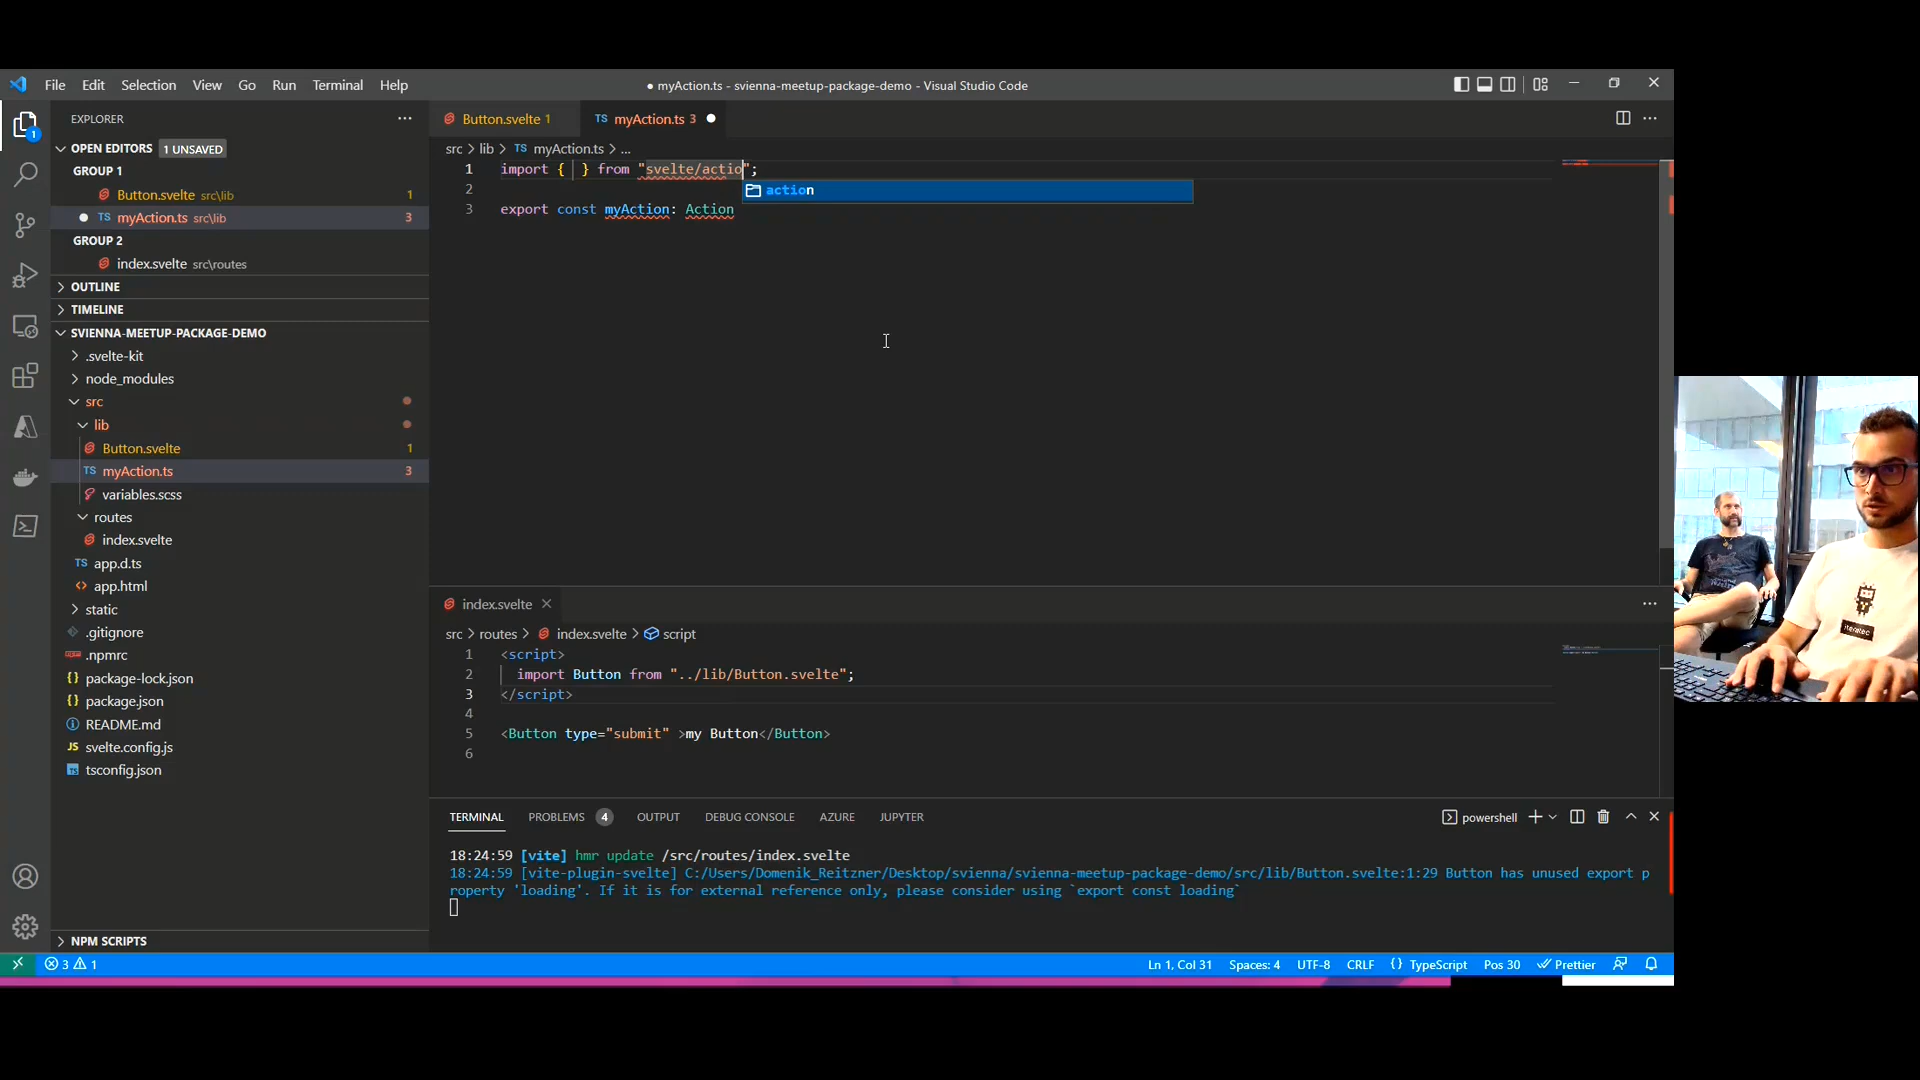 File Edit Selection View Go Run Terminal Help
● myAction.ts - svienna-meetup-package-demo - Visual Studio Code
EXPLORER
OPEN EDITORS 1 UNSAVED
GROUP 1
Button.svelte src\lib 1
TS myAction.ts src\lib 3
GROUP 2
index.svelte src\routes
OUTLINE
TIMELINE
SVIENNA-MEETUP-PACKAGE-DEMO
.svelte-kit
node_modules
src
lib
Button.svelte 1
TS myAction.ts 3
variables.scss
routes
index.svelte
TS app.d.ts
app.html
static
.gitignore
.npmrc
package-lock.json
package.json
README.md
JS svelte.config.js
tsconfig.json
NPM SCRIPTS
Button.svelte 1
TS myAction.ts 3
src > lib > TS myAction.ts > ...
1 import { } from "svelte/actio";
action
2
3 export const myAction: Action
index.svelte
src > routes > index.svelte > script
1 <script>
2 import Button from "../lib/Button.svelte";
3 </script>
4
5 <Button type="submit" >my Button</Button>
6
TERMINAL PROBLEMS 4 OUTPUT DEBUG CONSOLE AZURE JUPYTER
powershell
18:24:59 [vite] hmr update /src/routes/index.svelte
18:24:59 [vite-plugin-svelte] C:/Users/Domenik_Reitzner/Desktop/svienna/svienna-meetup-package-demo/src/lib/Button.svelte:1:29 Button has unused export p
roperty 'loading'. If it is for external reference only, please consider using `export const loading`
3 1
Ln 1, Col 31 Spaces: 4 UTF-8 CRLF {} TypeScript Pos 30 Prettier
1